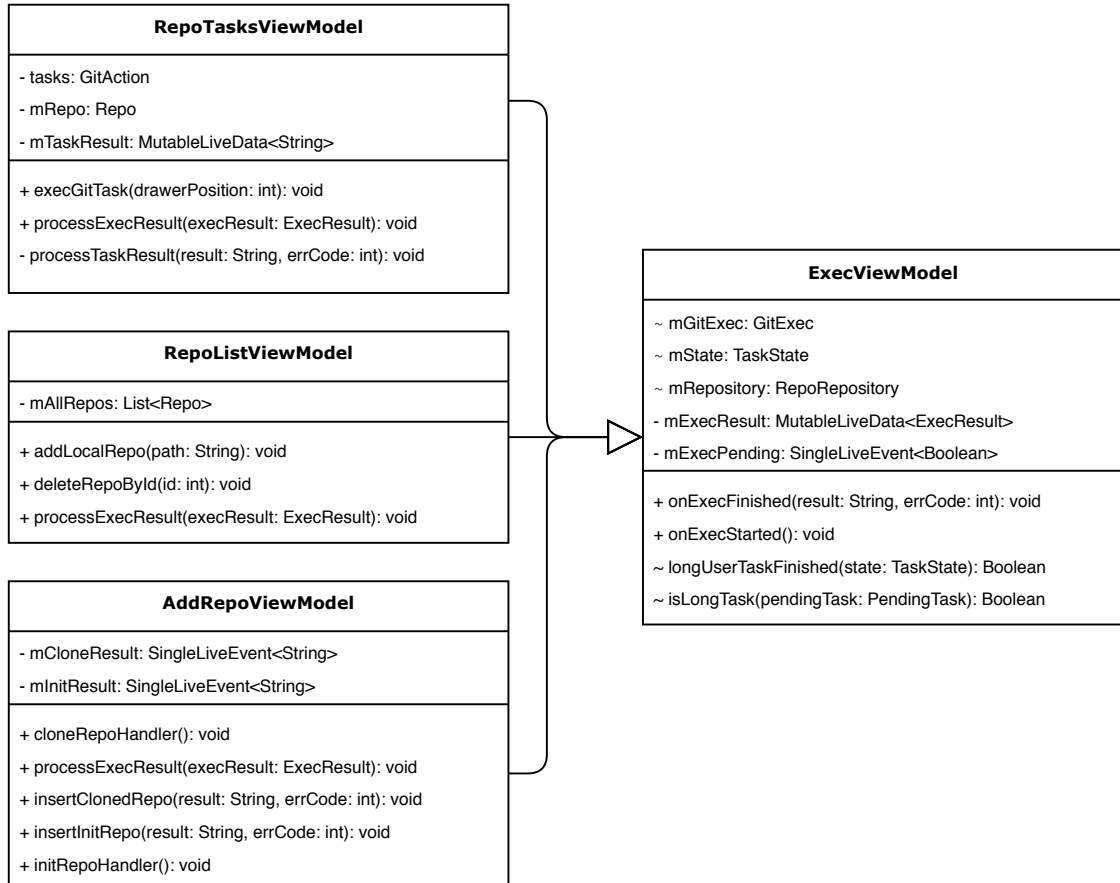 RepoTasksViewModel
- tasks: GitAction
- mRepo: Repo
- mTaskResult: MutableLiveData<String>
+ execGitTask(drawerPosition: int): void
+ processExecResult(execResult: ExecResult): void
- processTaskResult(result: String, errCode: int): void
RepoListViewModel
- mAllRepos: List<Repo>
+ addLocalRepo(path: String): void
+ deleteRepoById(id: int): void
+ processExecResult(execResult: ExecResult): void
AddRepoViewModel
- mCloneResult: SingleLiveEvent<String>
- mInitResult: SingleLiveEvent<String>
+ cloneRepoHandler(): void
+ processExecResult(execResult: ExecResult): void
+ insertClonedRepo(result: String, errCode: int): void
+ insertInitRepo(result: String, errCode: int): void
+ initRepoHandler(): void
ExecViewModel
~ mGitExec: GitExec
~ mState: TaskState
~ mRepository: RepoRepository
- mExecResult: MutableLiveData<ExecResult>
- mExecPending: SingleLiveEvent<Boolean>
+ onExecFinished(result: String, errCode: int): void
+ onExecStarted(): void
~ longUserTaskFinished(state: TaskState): Boolean
~ isLongTask(pendingTask: PendingTask): Boolean